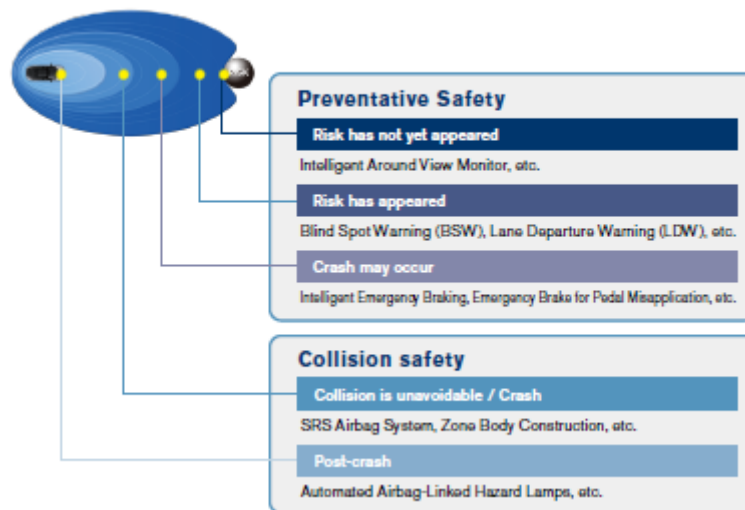 Preventative Safety
Risk has not yet appeared
Intelligent Around View Monitor, etc.
Risk has appeared
Blind Spot Warning (BSW), Lane Departure Warning (LDW), etc.
Crash may occur
Intelligent Emergency Braking, Emergency Brake for Pedal Misapplication, etc.
Collision safety
Collision is unavoidable / Crash
SRS Airbag System, Zone Body Construction, etc.
Post-crash
Automated Airbag-Linked Hazard Lamps, etc.